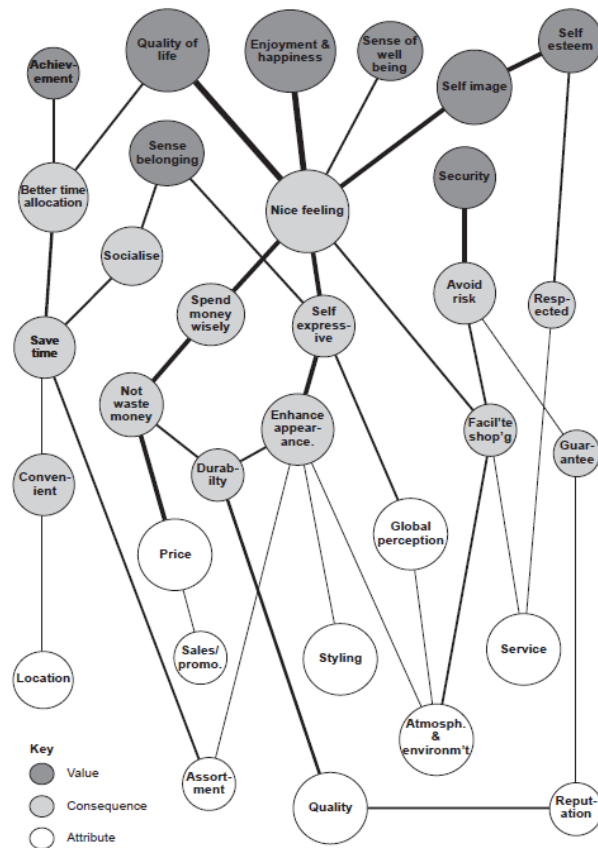 Quality of
life
Enjoyment &
happiness
Sense of
well
being
Self
esteem
Achiev-
ement
Self image
Sense
belonging
Better time
allocation
Security
Nice feeling
Socialise
Avoid
risk
Resp-
ected
Spend
money
wisely
Self
express-
ive
Save
time
Not
waste
money
Enhance
appear-
ance.
Facil'te
shop'g
Guar-
antee
Durab-
ilty
Conven-
ient
Global
perception
Price
Sales/
promo.
Styling
Service
Location
Atmosph.
& environm't
Assort-
ment
Quality
Reput-
ation
Key
Value
Consequence
Attribute